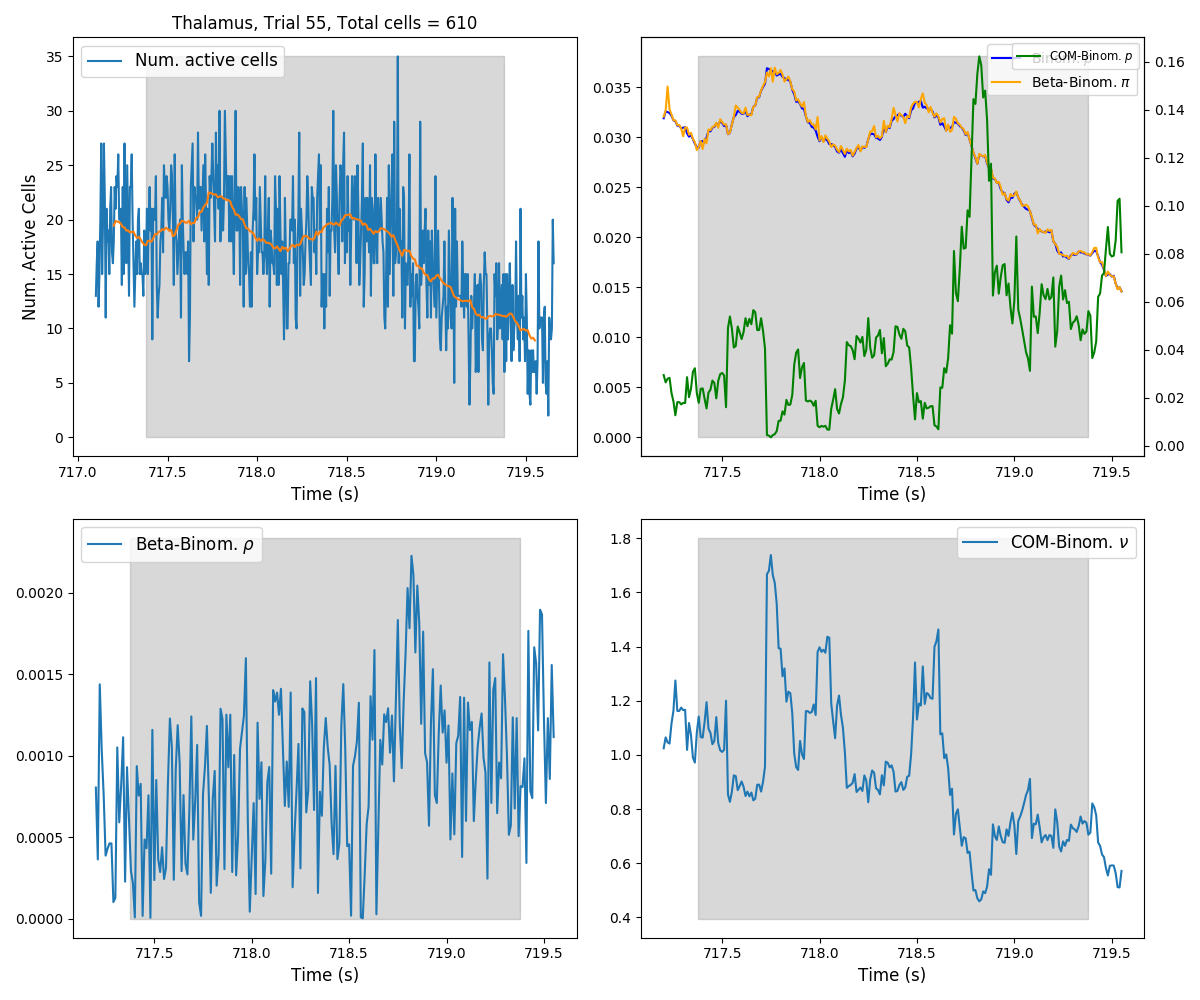 Thalamus, Trial 55, Total cells = 610
Num. active cells
35
30
25
20
15
10
5
0
Num. Active Cells
717.0 717.5 718.0 718.5 719.0 719.5
Time (s)
COM-Binom. p
Beta-Binom. π
0.035
0.030
0.025
0.020
0.015
0.010
0.005
0.000
0.16
0.14
0.12
0.10
0.08
0.06
0.04
0.02
0.00
717.5 718.0 718.5 719.0 719.5
Time (s)
Beta-Binom. ρ
0.0020
0.0015
0.0010
0.0005
0.0000
717.5 718.0 718.5 719.0 719.5
Time (s)
COM-Binom. ν
1.8
1.6
1.4
1.2
1.0
0.8
0.6
0.4
717.5 718.0 718.5 719.0 719.5
Time (s)